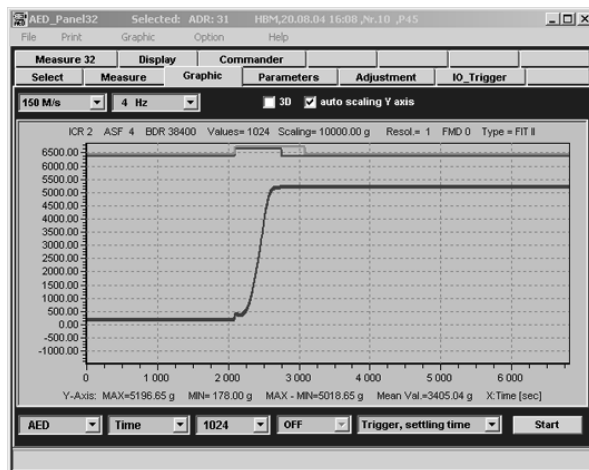 AED_Panel32 Selected: ADR: 31 HBM,20.08.04 16:08 ,Nr.10 ,P45
File Print Graphic Option Help
Measure 32 Display Commander
Select Measure Graphic Parameters Adjustment IO_Trigger
150 M/s 4 Hz 3D auto scaling Y axis
ICR 2 ASF 4 BDR 38400 Values= 1024 Scaling= 10000.00 g Resol.= 1 FMD 0 Type = FIT II
6500.00
6000.00
5500.00
5000.00
4500.00
4000.00
3500.00
3000.00
2500.00
2000.00
1500.00
1000.00
500.00
0.00
-500.00
-1000.00
0 1 000 2 000 3 000 4 000 5 000 6 000
Y-Axis: MAX=5196.65 g MIN= 178.00 g MAX - MIN=5018.65 g Mean Val.=3405.04 g X:Time [sec]
AED Time 1024 OFF Trigger, settling time Start